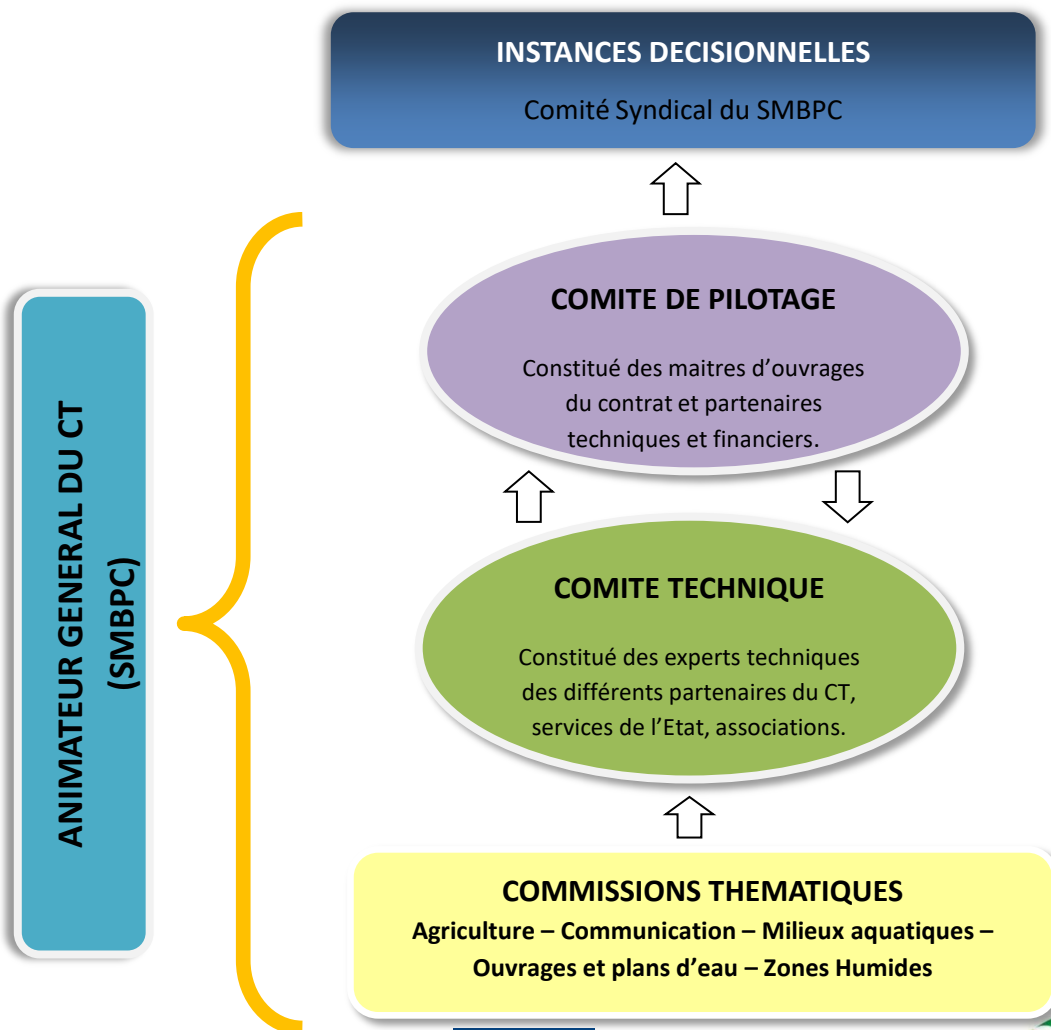 INSTANCES DECISIONNELLES
Comité Syndical du SMBPC
COMITE DE PILOTAGE
Constitué des maitres d’ouvrages
du contrat et partenaires
techniques et financiers.
ANIMATEUR GENERAL DU CT
(SMBPC)
COMITE TECHNIQUE
Constitué des experts techniques
des différents partenaires du CT,
services de l’Etat, associations.
COMMISSIONS THEMATIQUES
Agriculture – Communication – Milieux aquatiques –
Ouvrages et plans d’eau – Zones Humides